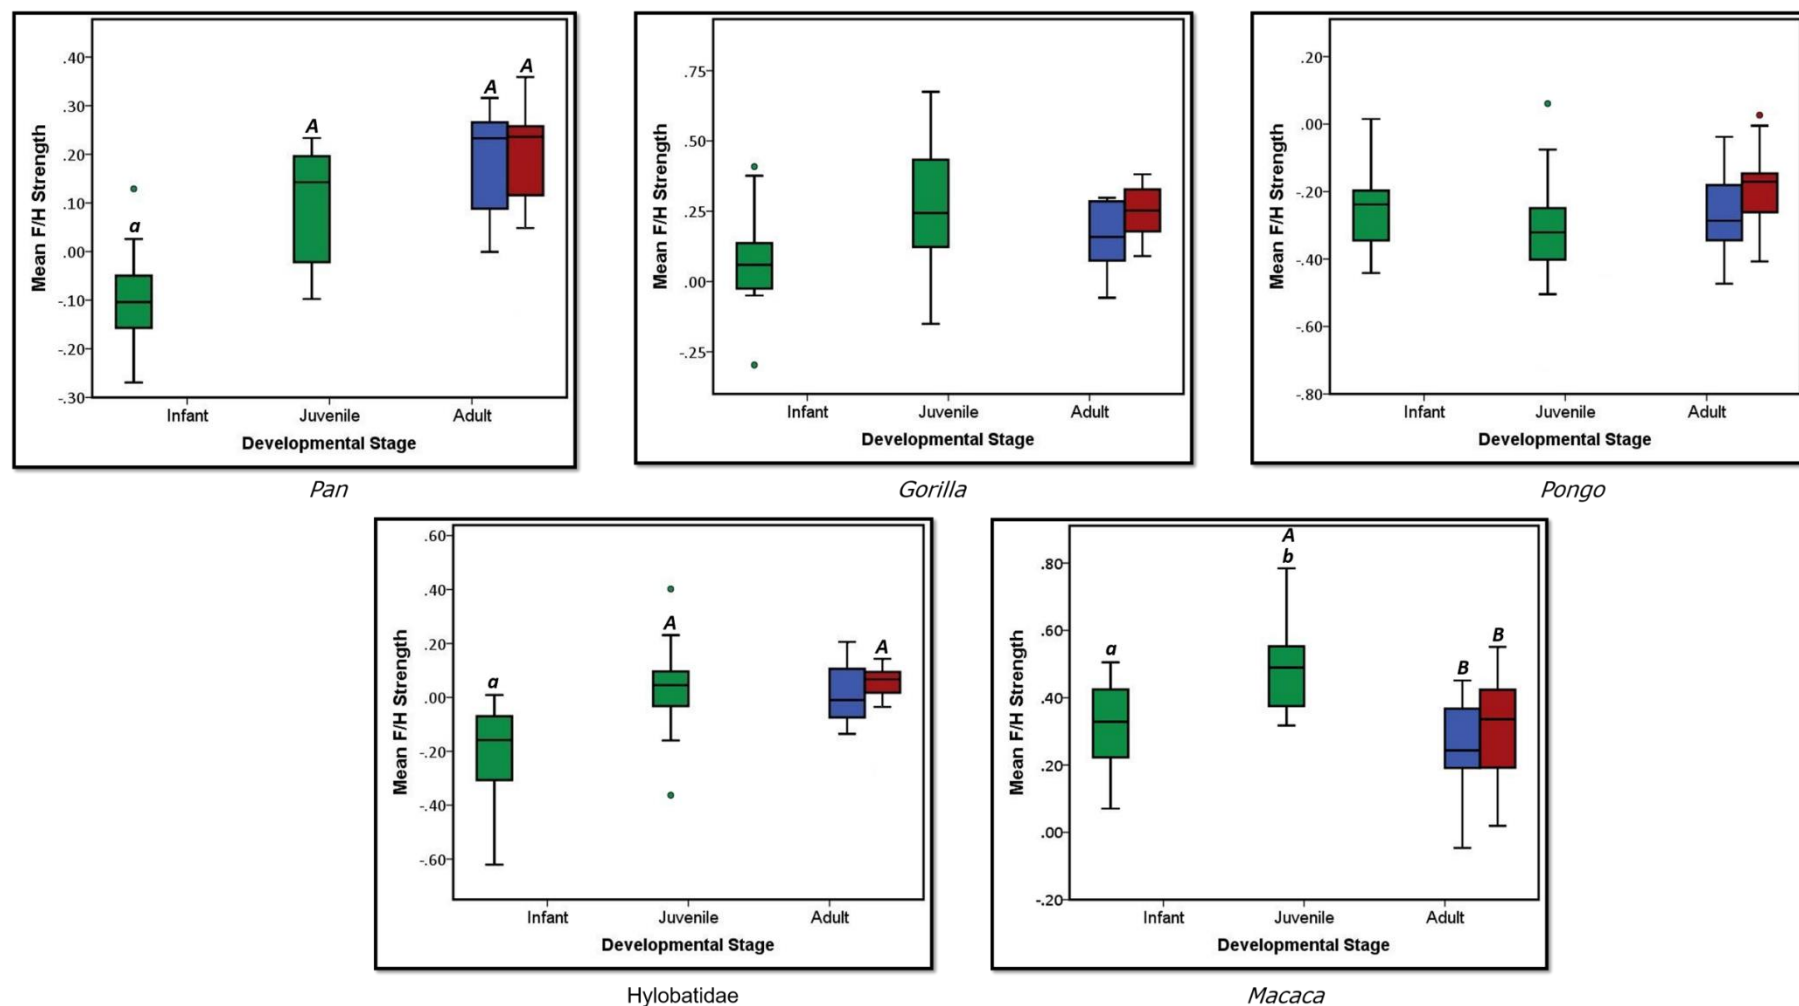 Mean F/H Strength
.40
.30
.20
.10
.00
-.10
-.20
-.30
a
A
A
A
Infant Juvenile Adult
Developmental Stage
Pan
Mean F/H Strength
.75
.50
.25
.00
-.25
Infant Juvenile Adult
Developmental Stage
Gorilla
Mean F/H Strength
.20
.00
-.20
-.40
-.60
-.80
Infant Juvenile Adult
Developmental Stage
Pongo
Mean F/H Strength
.60
.40
.20
.00
-.20
-.40
-.60
a
A
A
Infant Juvenile Adult
Developmental Stage
Hylobatidae
Mean F/H Strength
.80
.60
.40
.20
.00
-.20
a
A
b
B
B
Infant Juvenile Adult
Developmental Stage
Macaca